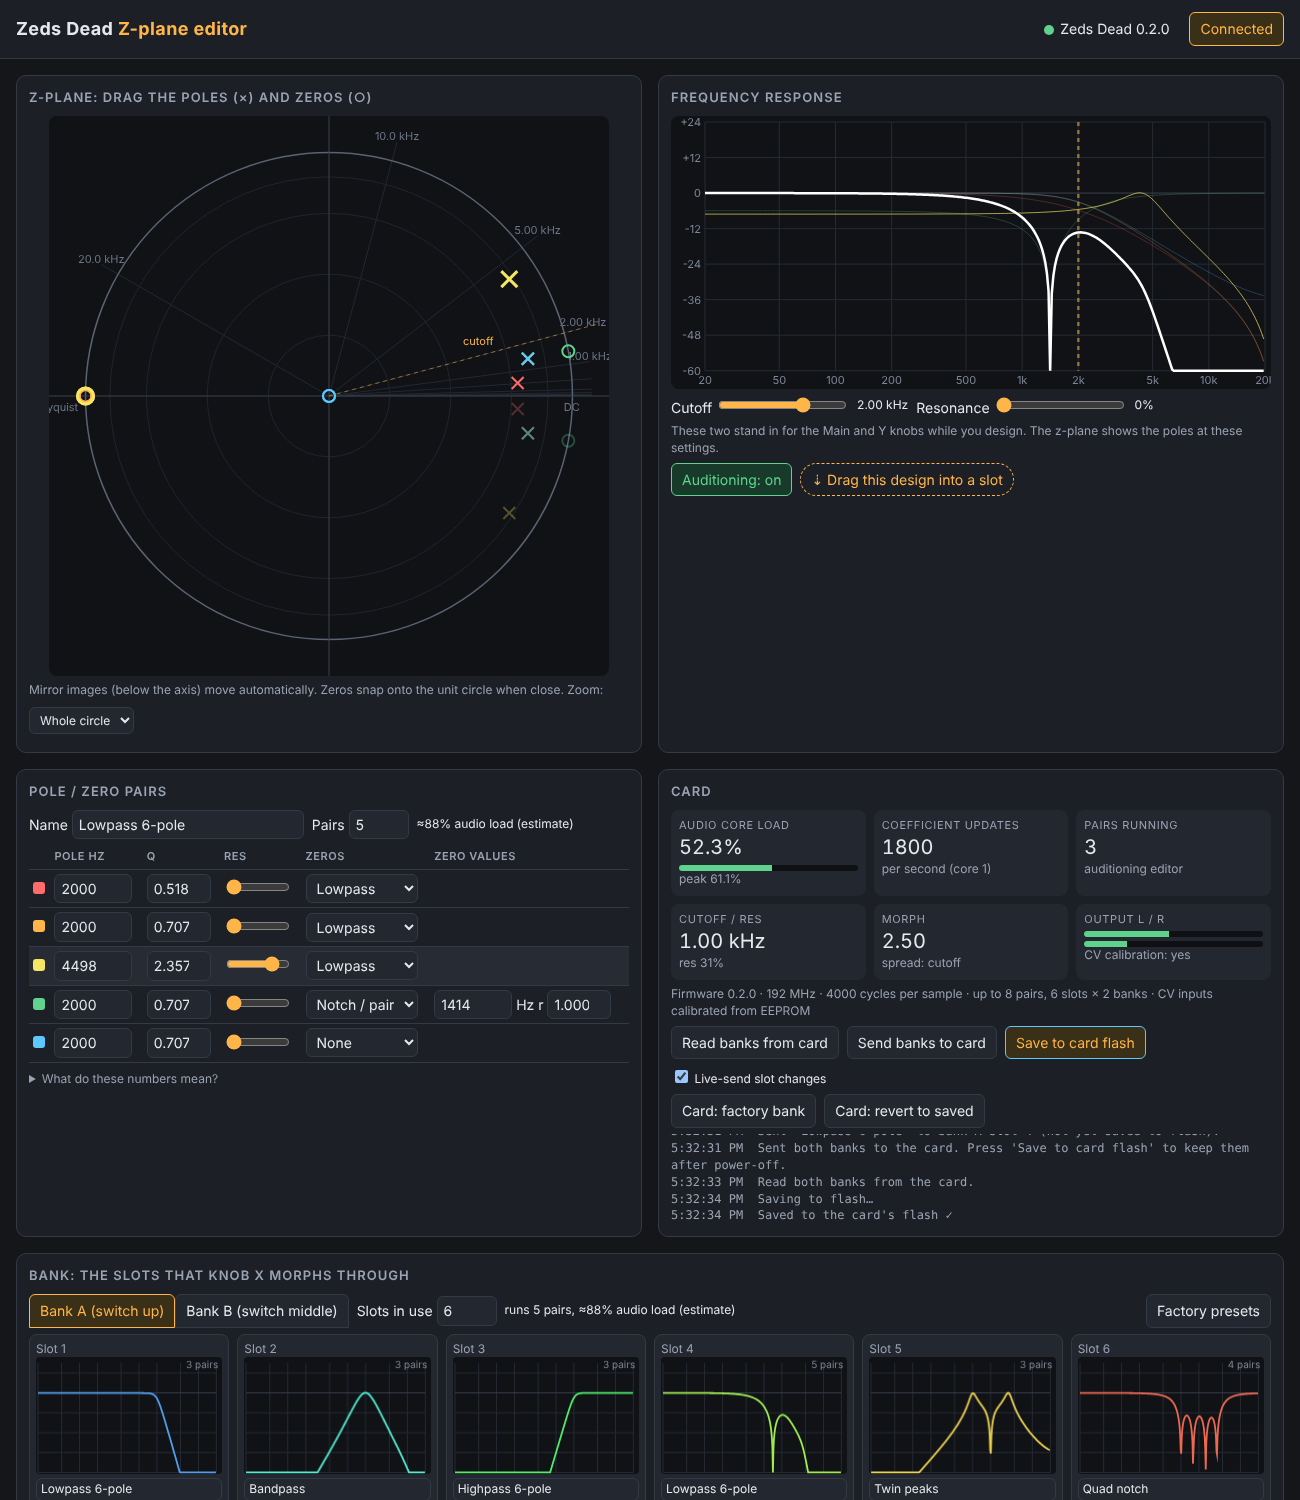 Zeds Dead Z-plane editor
Zeds Dead 0.2.0
Connected
Z-PLANE: DRAG THE POLES (×) AND ZEROS (○)
10.0 kHz
5.00 kHz
20.0 kHz
2.00 kHz
cutoff
.00 kHz
yquist
DC
Mirror images (below the axis) move automatically. Zeros snap onto the unit circle when close. Zoom:
Whole circle
FREQUENCY RESPONSE
+24
+12
0
-12
-24
-36
-48
-60
20 50 100 200 500 1k 2k 5k 10k 20k
Cutoff 2.00 kHz Resonance 0%
These two stand in for the Main and Y knobs while you design. The z-plane shows the poles at these
settings.
Auditioning: on
↓ Drag this design into a slot
POLE / ZERO PAIRS
Name Lowpass 6-pole Pairs 5 ≈88% audio load (estimate)
POLE HZ Q RES ZEROS ZERO VALUES
2000 0.518 Lowpass
2000 0.707 Lowpass
4498 2.357 Lowpass
2000 0.707 Notch / pair 1414 Hz r 1.000
2000 0.707 None
▶ What do these numbers mean?
CARD
AUDIO CORE LOAD
52.3%
peak 61.1%
COEFFICIENT UPDATES
1800
per second (core 1)
PAIRS RUNNING
3
auditioning editor
CUTOFF / RES
1.00 kHz
res 31%
MORPH
2.50
spread: cutoff
OUTPUT L / R
CV calibration: yes
Firmware 0.2.0 · 192 MHz · 4000 cycles per sample · up to 8 pairs, 6 slots × 2 banks · CV inputs
calibrated from EEPROM
Read banks from card
Send banks to card
Save to card flash
Live-send slot changes
Card: factory bank
Card: revert to saved
5:32:31 PM Sent both banks to the card. Press 'Save to card flash' to keep them
after power-off.
5:32:33 PM Read both banks from the card.
5:32:34 PM Saving to flash…
5:32:34 PM Saved to the card's flash ✓
BANK: THE SLOTS THAT KNOB X MORPHS THROUGH
Bank A (switch up)
Bank B (switch middle)
Slots in use 6 runs 5 pairs, ≈88% audio load (estimate)
Factory presets
Slot 1
3 pairs
Lowpass 6-pole
Slot 2
3 pairs
Bandpass
Slot 3
3 pairs
Highpass 6-pole
Slot 4
5 pairs
Lowpass 6-pole
Slot 5
3 pairs
Twin peaks
Slot 6
4 pairs
Quad notch